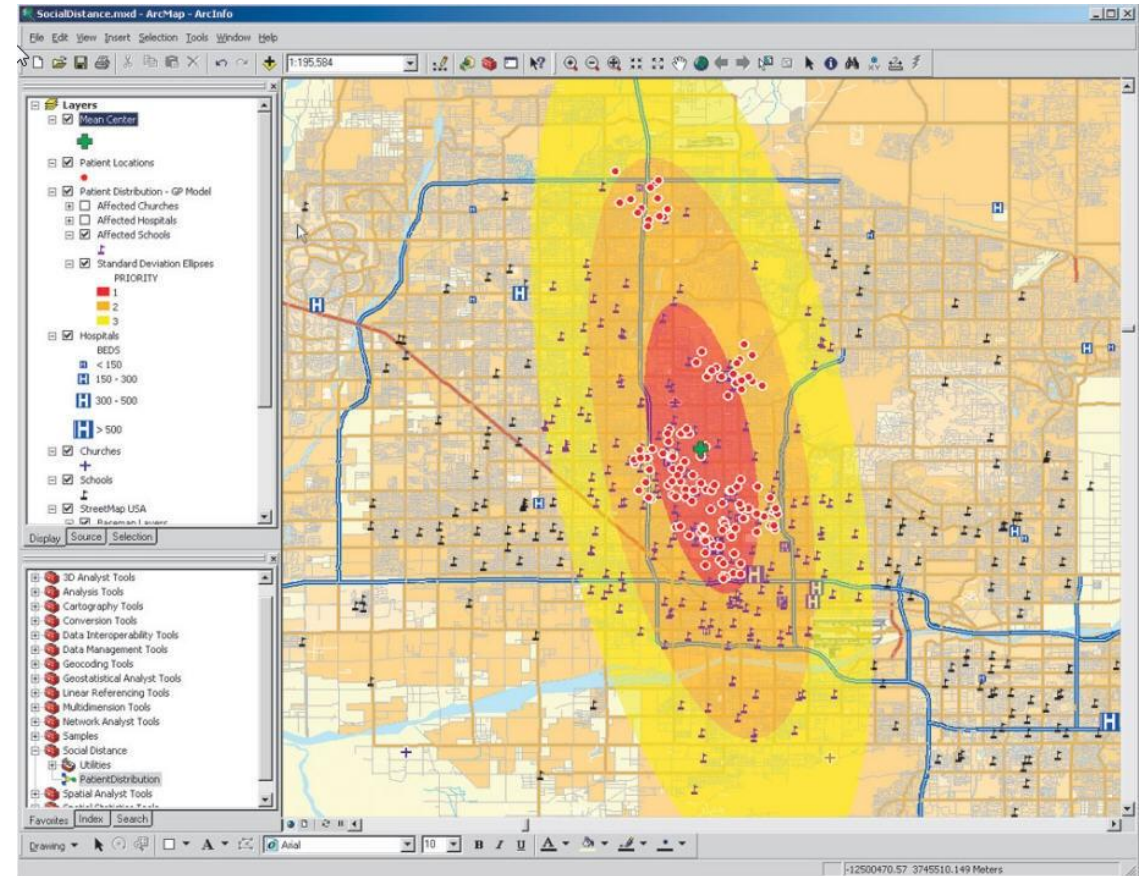 SocialDistance.mxd - ArcMap - ArcInfo
File Edit View Insert Selection Tools Window Help
1:195,584
Layers
Mean Center
Patient Locations
Patient Distribution - GP Model
Affected Churches
Affected Hospitals
Affected Schools
Standard Deviation Ellipses
PRIORITY
1
2
3
Hospitals
BEDS
H < 150
H 150 - 300
H 300 - 500
H > 500
Churches
Schools
StreetMap USA
Basemap Layers
Display Source Selection
3D Analyst Tools
Analysis Tools
Cartography Tools
Conversion Tools
Data Interoperability Tools
Data Management Tools
Geocoding Tools
Geostatistical Analyst Tools
Linear Referencing Tools
Multidimension Tools
Network Analyst Tools
Samples
Social Distance
Utilities
PatientDistribution
Spatial Analyst Tools
Spatial Statistics Tools
Favorites Index Search
Drawing A Arial 10 B I U A
-12500470.57 3745510.149 Meters